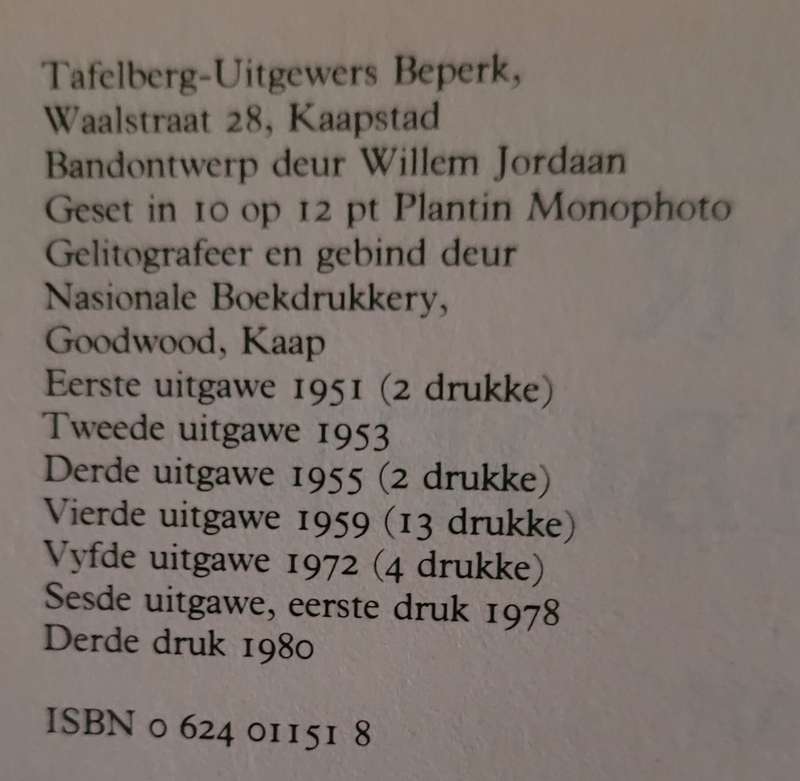 Tafelberg-Uitgewers Beperk,
Waalstraat 28, Kaapstad
Bandontwerp deur Willem Jordaan
Geset in 10 op 12 pt Plantin Monophoto
Gelitografeer en gebind deur
Nasionale Boekdrukkery,
Goodwood, Kaap
Eerste uitgawe 1951 (2 drukke)
Tweede uitgawe 1953
Derde uitgawe 1955 (2 drukke)
Vierde uitgawe 1959 (13 drukke)
Vyfde uitgawe 1972 (4 drukke)
Sesde uitgawe, eerste druk 1978
Derde druk 1980
ISBN 0 624 01151 8